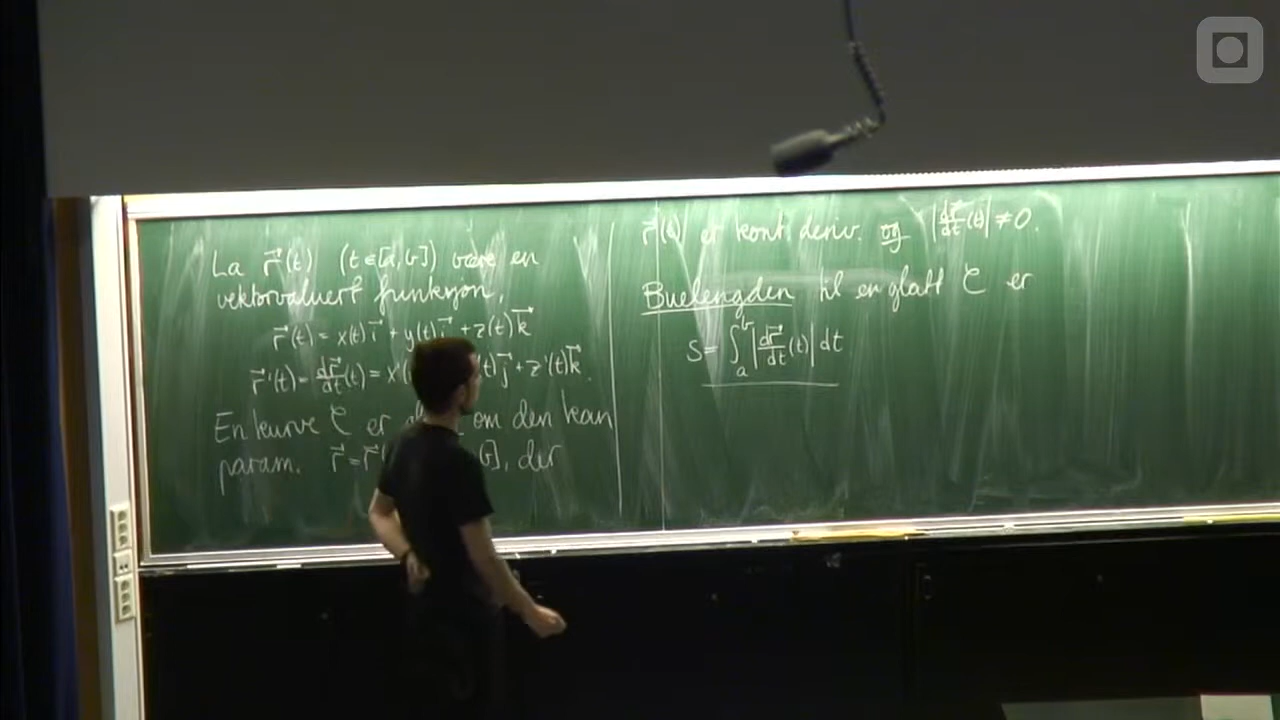 La r⃗(t) (t∈[a,b]) være en
vektorvaluert funksjon,
r⃗(t) = x(t)i⃗ + y(t)j⃗ + z(t)k⃗
r⃗'(t) = dr⃗/dt(t) = x'( t)j⃗ + z'(t)k⃗.
En kurve C er om den kan
param. r⃗ = r⃗( b], der
r⃗(t) er kont. deriv. og |dr⃗/dt(t)| ≠ 0.
Buelengden til en glatt C er
S = ∫_a^b |dr⃗/dt(t)| dt